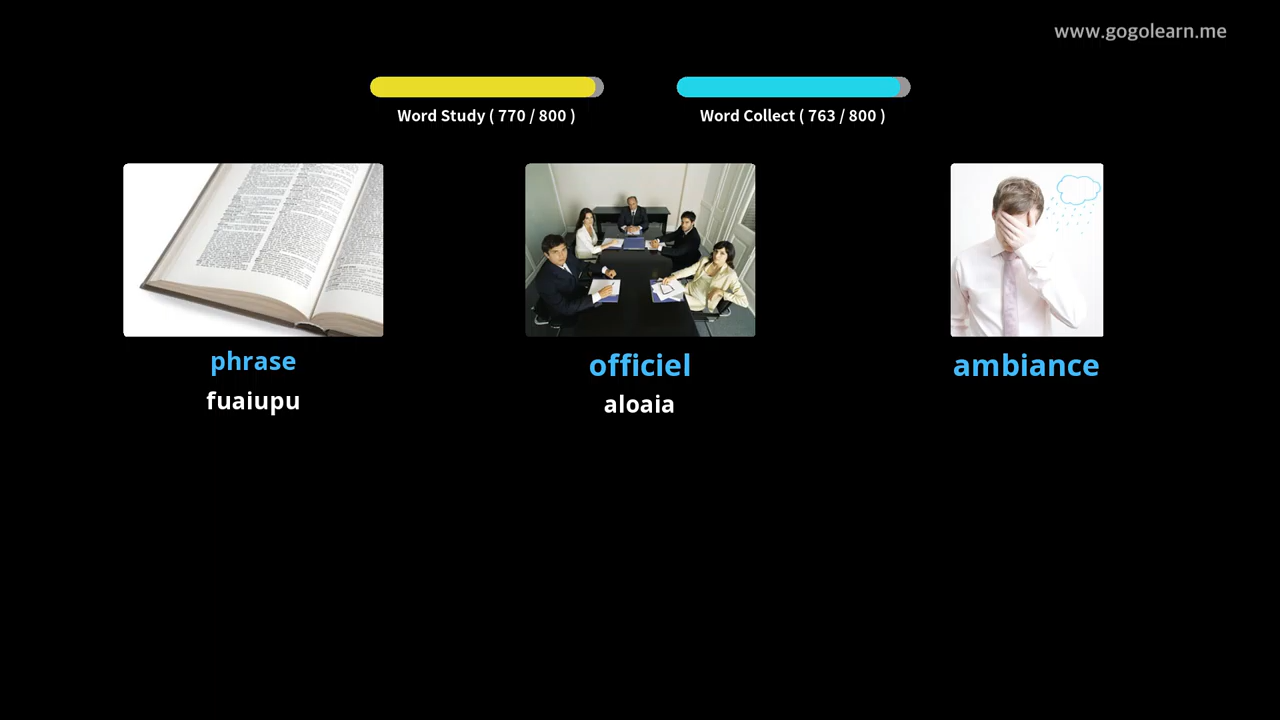 www.gogolearn.me
Word Study ( 770 / 800 )
Word Collect ( 763 / 800 )
phrase
fuaiupu
officiel
aloaia
ambiance